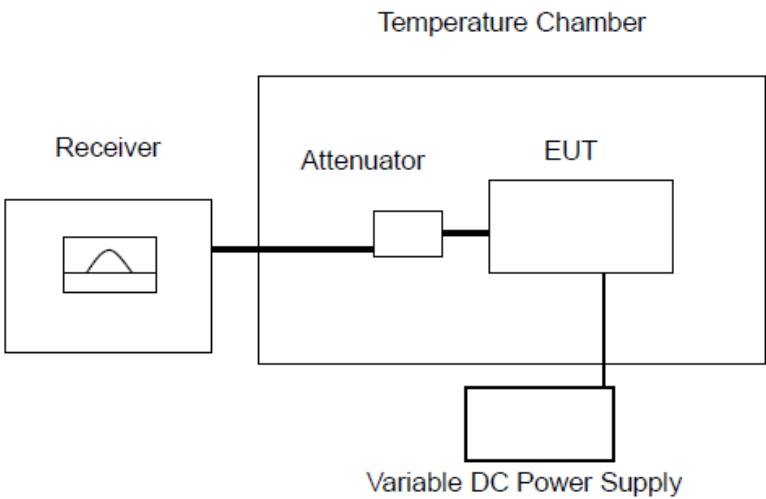 Temperature Chamber
Receiver
Attenuator
EUT
Variable DC Power Supply